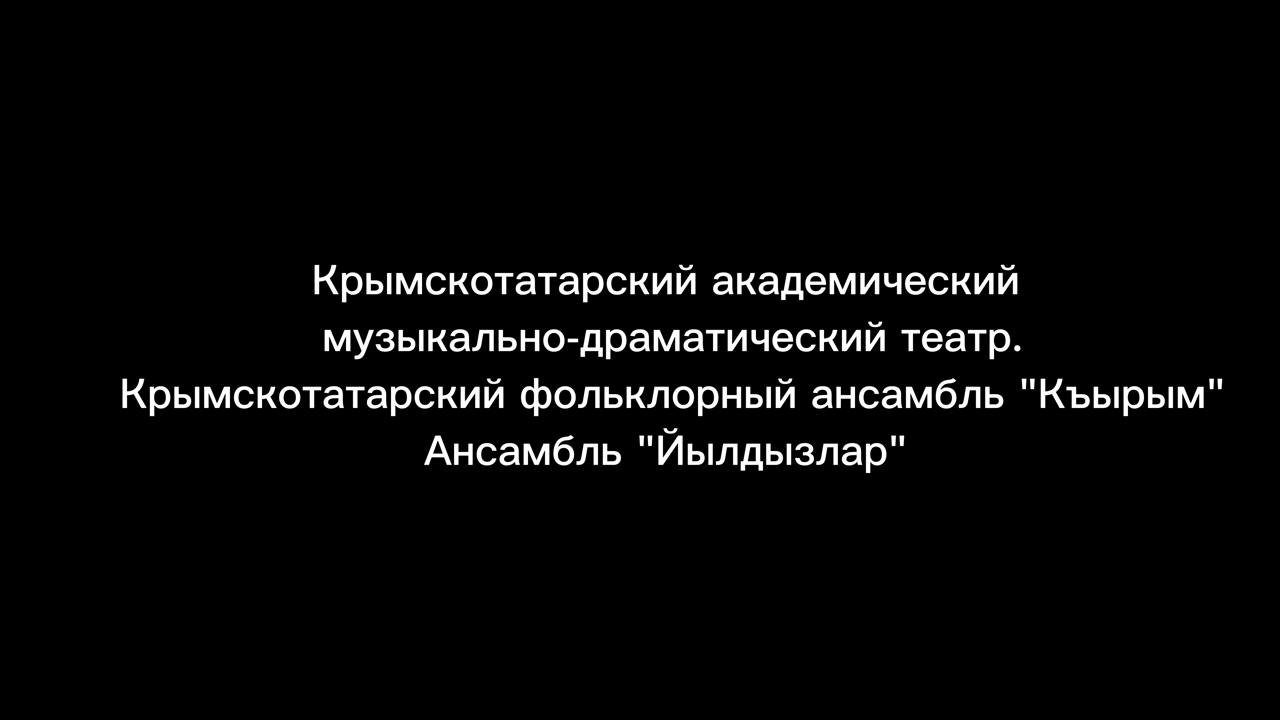 Крымскотатарский академический
музыкально-драматический театр.
Крымскотатарский фольклорный ансамбль "Къырым"
Ансамбль "Йылдызлар"